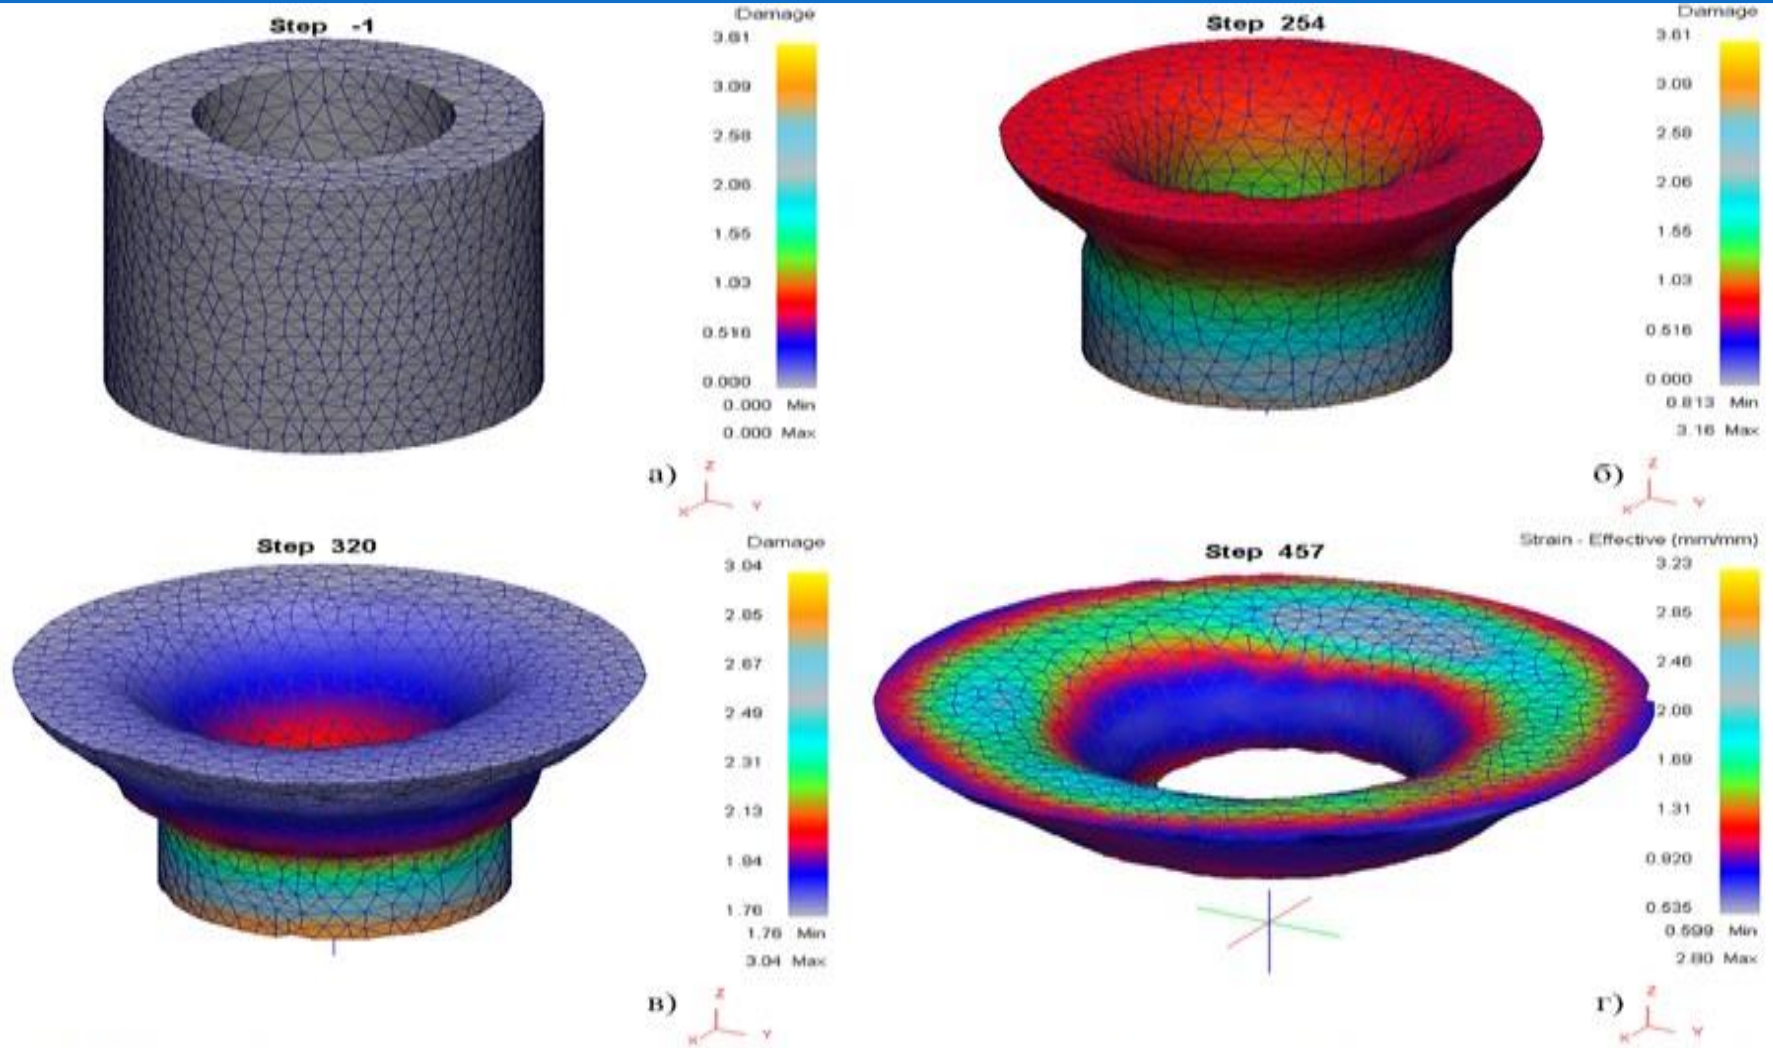 Step -1
Damage
3.61
3.09
2.58
2.06
1.55
1.03
0.516
0.000
0.000 Min
0.000 Max
а)
Z
X Y
Step 254
Damage
3.61
3.09
2.58
2.06
1.55
1.03
0.516
0.000
0.813 Min
3.16 Max
б)
Z
X Y
Step 320
Damage
3.04
2.85
2.67
2.49
2.31
2.13
1.94
1.76
1.76 Min
3.04 Max
в)
Z
X Y
Step 457
Strain - Effective (mm/mm)
3.23
2.85
2.46
2.08
1.69
1.31
0.920
0.535
0.599 Min
2.80 Max
г)
Z
X Y